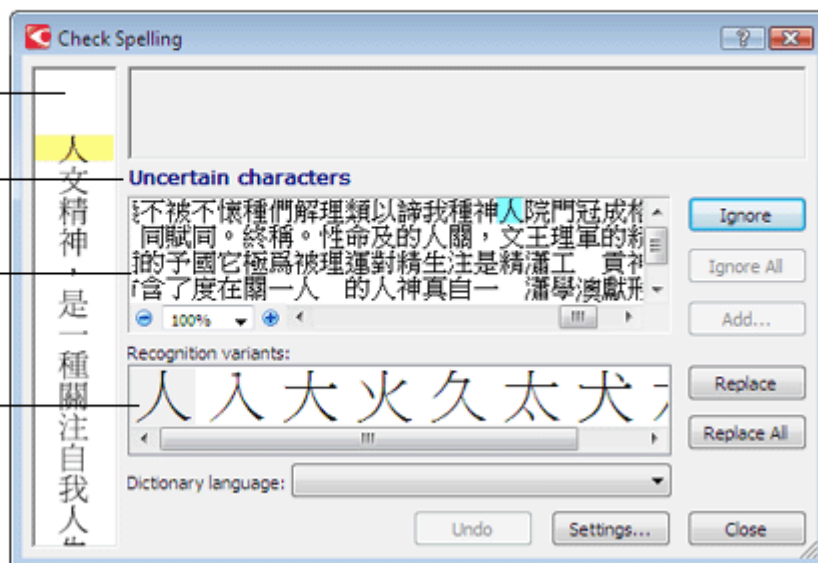 Check Spelling
人文精神，是一種關注自我人
Uncertain characters
不被不懷種們解理類以諦我種神人院門冠成格
同賦同。終稱。性命及的人關，文王理軍的精
的予國它極爲被理運對精生注是精瀟工 貢神
含了度在關一人 的人神真自一 瀟學澳獻形
100%
Recognition variants:
人 入 大 火 久 太 犬
Dictionary language:
Ignore
Ignore All
Add...
Replace
Replace All
Undo
Settings...
Close